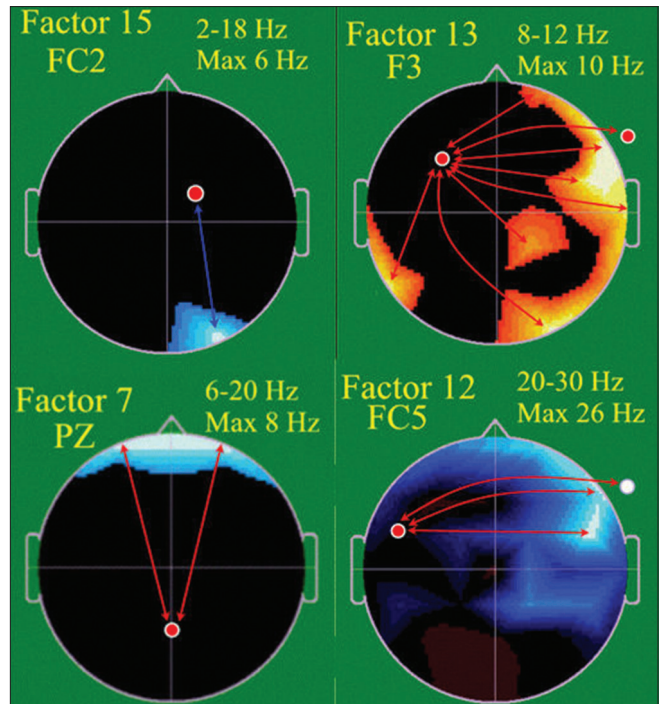 Factor 15
FC2
2-18 Hz
Max 6 Hz
Factor 13
F3
8-12 Hz
Max 10 Hz
Factor 7
PZ
6-20 Hz
Max 8 Hz
Factor 12
FC5
20-30 Hz
Max 26 Hz